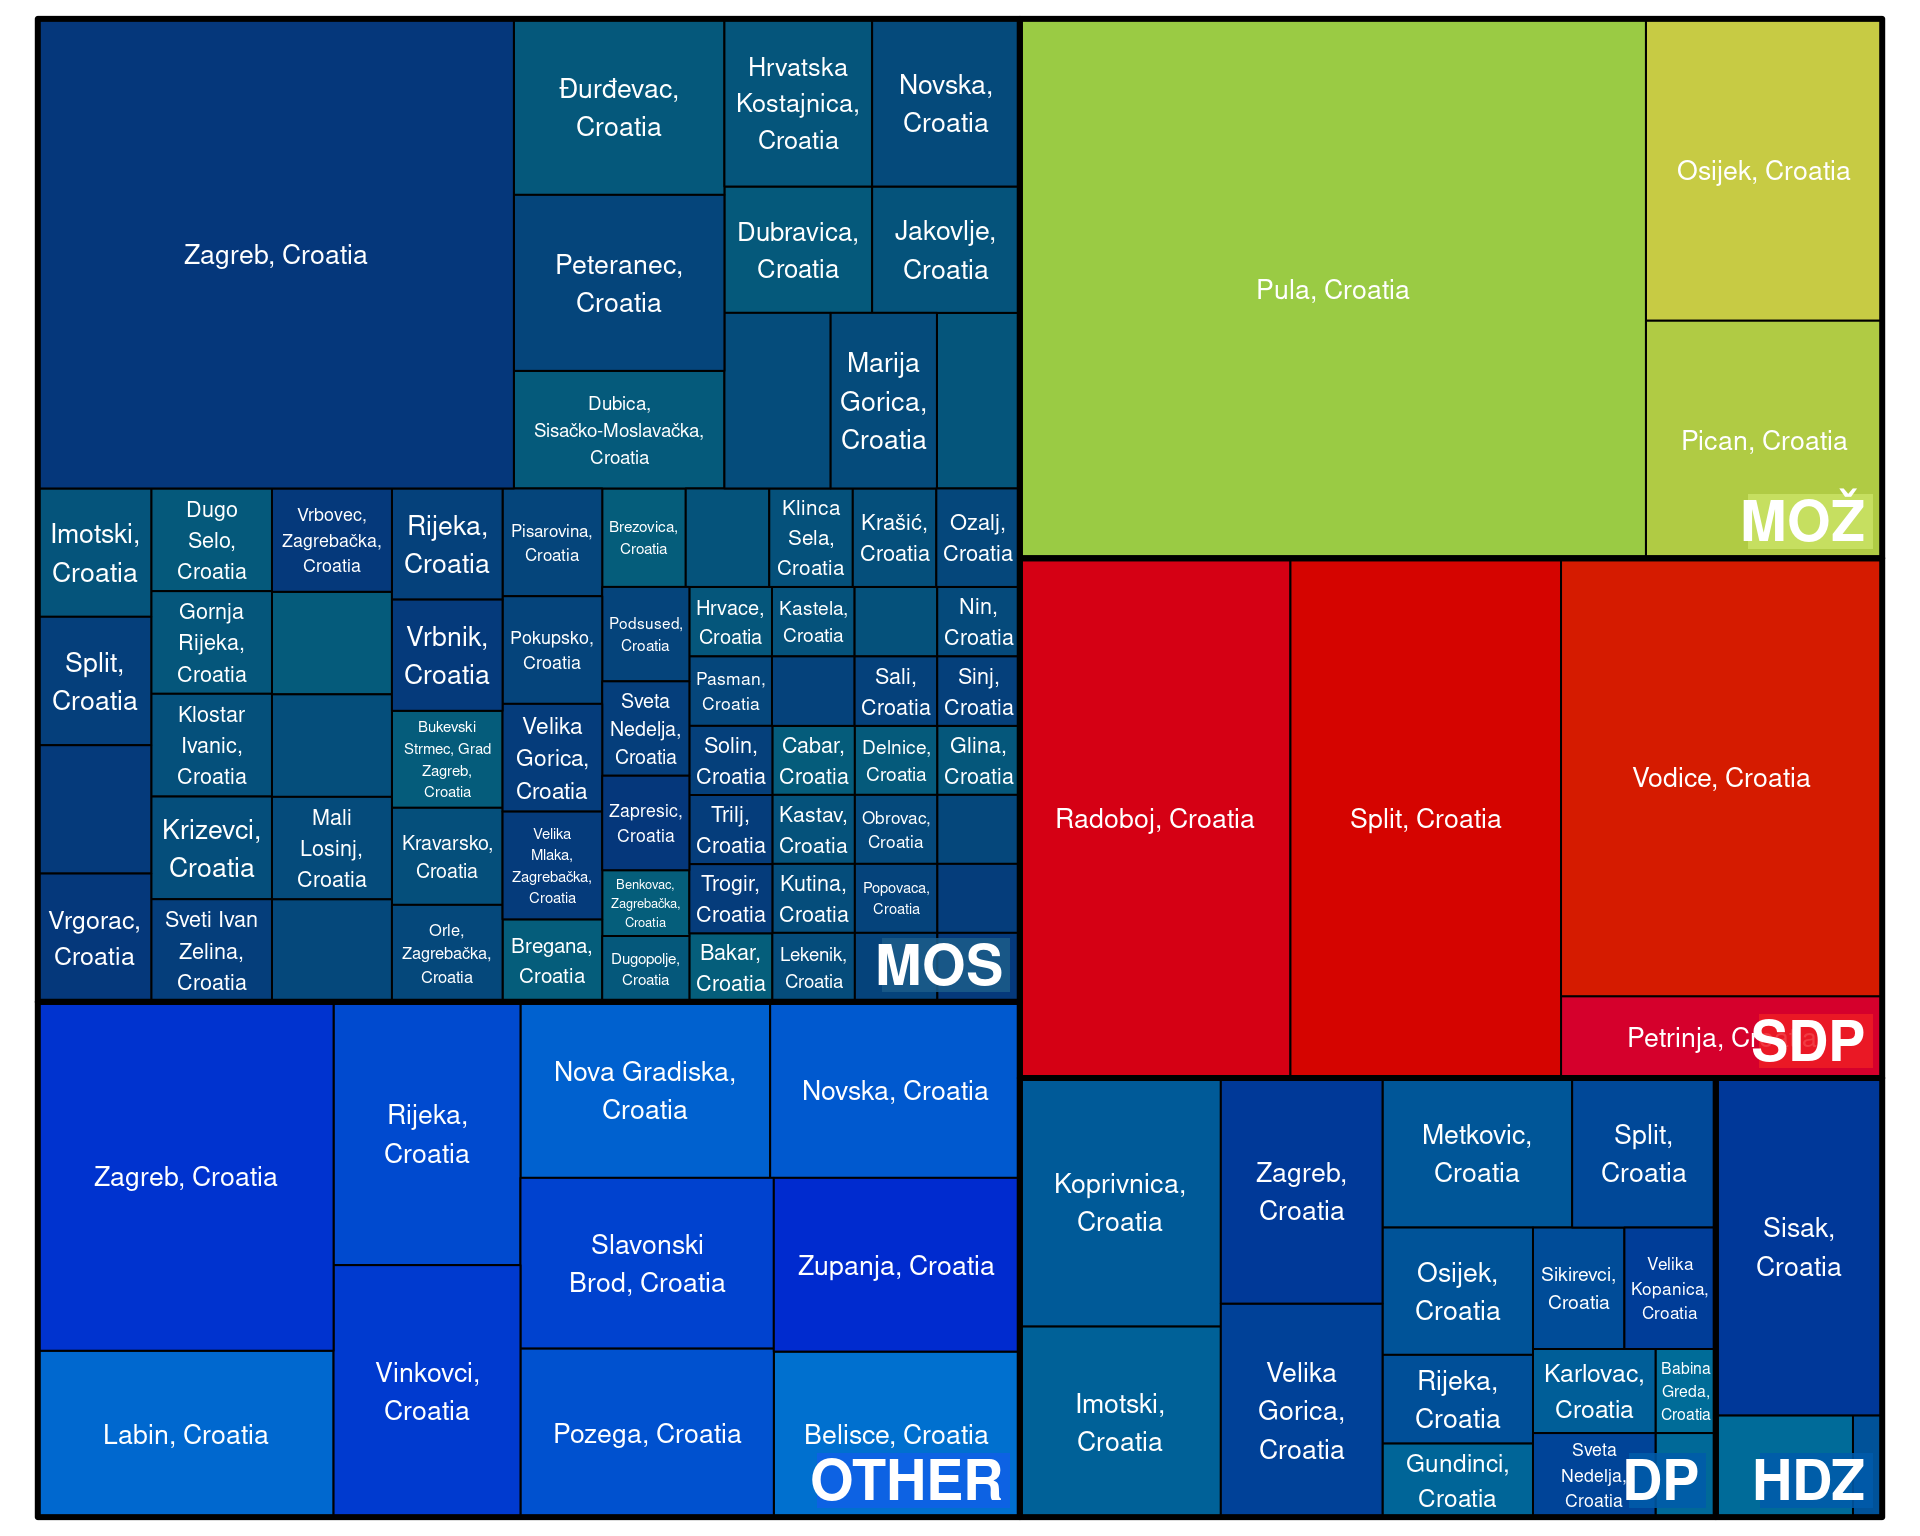 Zagreb, Croatia
Đurđevac,
Croatia
Peteranec,
Croatia
Dubica,
Sisačko-Moslavačka,
Croatia
Hrvatska
Kostajnica,
Croatia
Novska,
Croatia
Dubravica,
Croatia
Jakovlje,
Croatia
Marija
Gorica,
Croatia
Imotski,
Croatia
Split,
Croatia
Vrgorac,
Croatia
Dugo
Selo,
Croatia
Gornja
Rijeka,
Croatia
Klostar
Ivanic,
Croatia
Krizevci,
Croatia
Sveti Ivan
Zelina,
Croatia
Vrbovec,
Zagrebačka,
Croatia
Mali
Losinj,
Croatia
Rijeka,
Croatia
Vrbnik,
Croatia
Bukevski
Strmec, Grad
Zagreb,
Croatia
Kravarsko,
Croatia
Orle,
Zagrebačka,
Croatia
Pisarovina,
Croatia
Pokupsko,
Croatia
Velika
Gorica,
Croatia
Velika
Mlaka,
Zagrebačka,
Croatia
Bregana,
Croatia
Brezovica,
Croatia
Klinca
Sela,
Croatia
Krašić,
Croatia
Ozalj,
Croatia
Podsused,
Croatia
Sveta
Nedelja,
Croatia
Zapresic,
Croatia
Benkovac,
Zagrebačka,
Croatia
Dugopolje,
Croatia
Hrvace,
Croatia
Kastela,
Croatia
Nin,
Croatia
Pasman,
Croatia
Sali,
Croatia
Sinj,
Croatia
Solin,
Croatia
Cabar,
Croatia
Delnice,
Croatia
Glina,
Croatia
Trilj,
Croatia
Kastav,
Croatia
Obrovac,
Croatia
Trogir,
Croatia
Kutina,
Croatia
Popovaca,
Croatia
Bakar,
Croatia
Lekenik,
Croatia
MOS
Pula, Croatia
Osijek, Croatia
Pican, Croatia
MOŽ
Radoboj, Croatia
Split, Croatia
Vodice, Croatia
Petrinja, Croatia
SDP
Zagreb, Croatia
Labin, Croatia
Rijeka,
Croatia
Vinkovci,
Croatia
Nova Gradiska,
Croatia
Novska, Croatia
Slavonski
Brod, Croatia
Zupanja, Croatia
Pozega, Croatia
Belisce, Croatia
OTHER
Koprivnica,
Croatia
Imotski,
Croatia
Zagreb,
Croatia
Velika
Gorica,
Croatia
Metkovic,
Croatia
Split,
Croatia
Osijek,
Croatia
Sikirevci,
Croatia
Velika
Kopanica,
Croatia
Rijeka,
Croatia
Karlovac,
Croatia
Babina
Greda,
Croatia
Gundinci,
Croatia
Sveta
Nedelja,
Croatia
DP
Sisak,
Croatia
HDZ